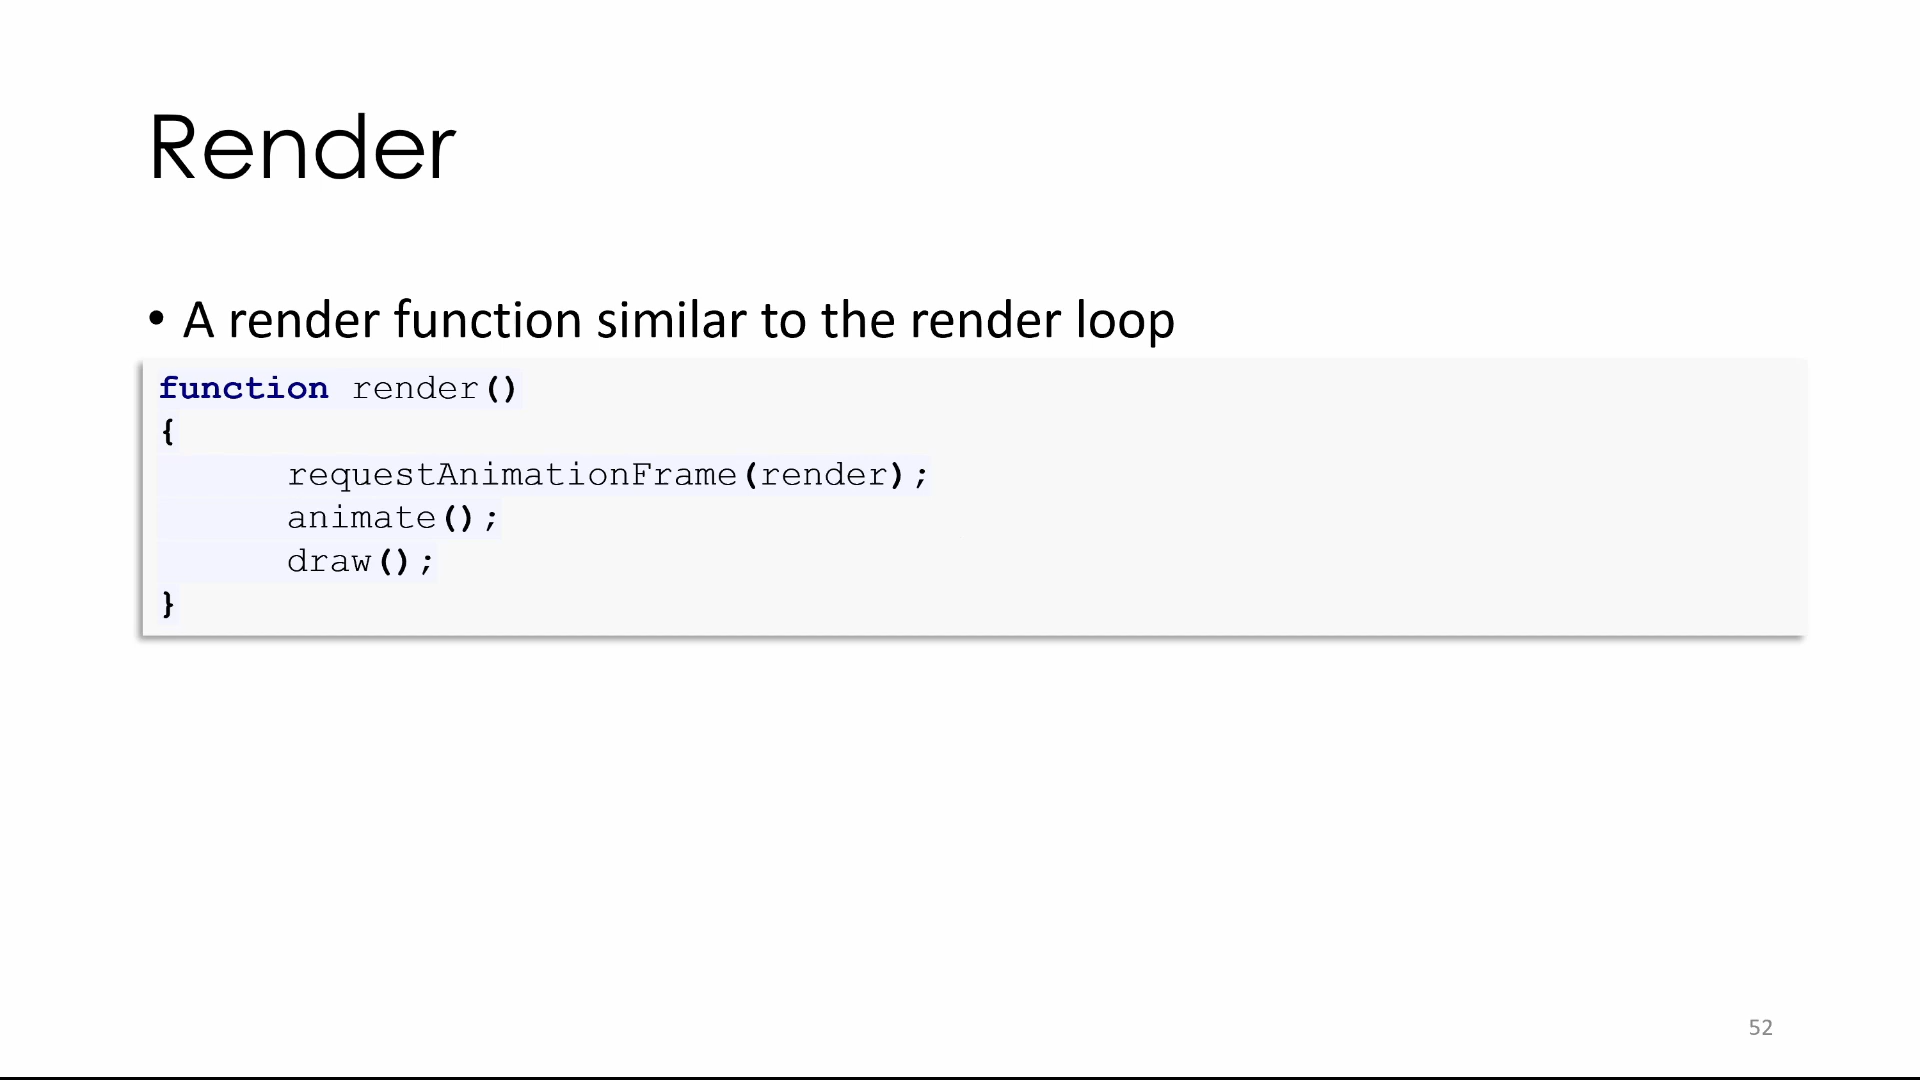 Render
• A render function similar to the render loop
function render()
{
      requestAnimationFrame(render);
      animate();
      draw();
}
52